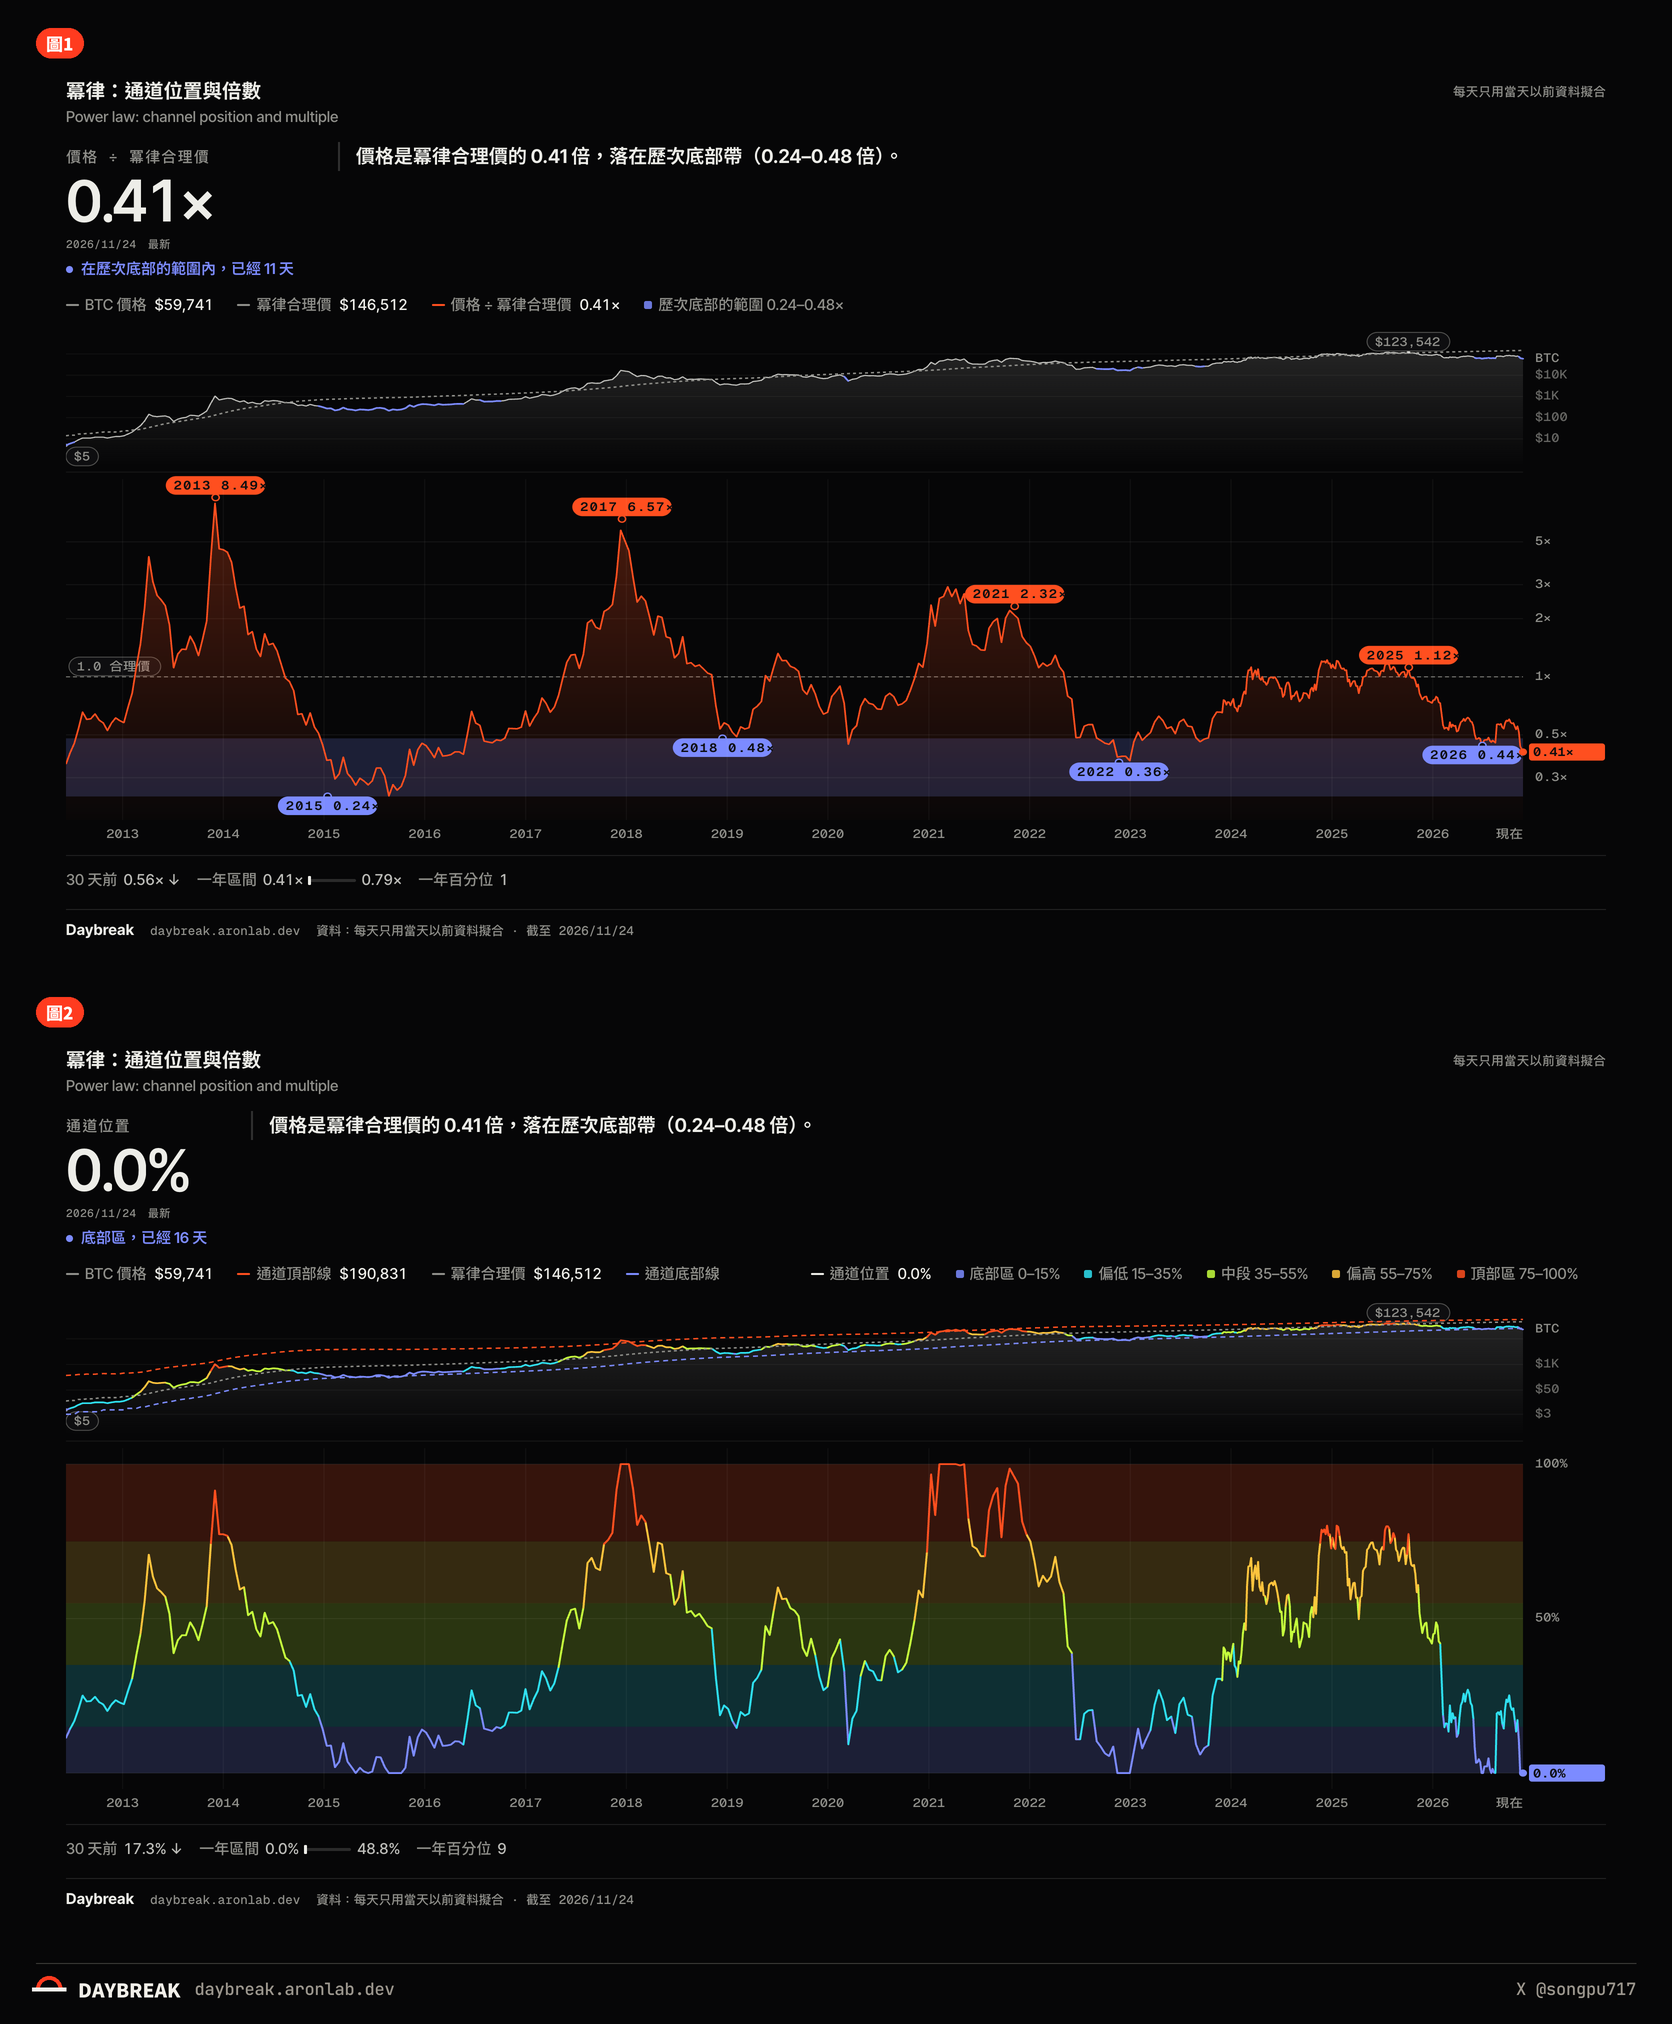 圖1
冪律：通道位置與倍數
每天只用當天以前資料擬合
Power law: channel position and multiple
價格 ÷ 冪律合理價
價格是冪律合理價的 0.41 倍，落在歷次底部帶（0.24–0.48 倍）。
0.41×
2026/11/24 最新
在歷次底部的範圍內，已經 11 天
BTC 價格 $59,741 冪律合理價 $146,512 價格 ÷ 冪律合理價 0.41× 歷次底部的範圍 0.24–0.48×
$123,542
BTC
$10K
$1K
$100
$10
$5
2013 8.49×
2017 6.57×
5×
3×
2021 2.32×
2×
2025 1.12×
1.0 合理價
1×
0.5×
2018 0.48×
2026 0.44×
0.41×
2022 0.36×
0.3×
2015 0.24×
2013 2014 2015 2016 2017 2018 2019 2020 2021 2022 2023 2024 2025 2026 現在
30 天前 0.56× ↓ 一年區間 0.41× 0.79× 一年百分位 1
Daybreak daybreak.aronlab.dev 資料：每天只用當天以前資料擬合 · 截至 2026/11/24
圖2
冪律：通道位置與倍數
每天只用當天以前資料擬合
Power law: channel position and multiple
通道位置
價格是冪律合理價的 0.41 倍，落在歷次底部帶（0.24–0.48 倍）。
0.0%
2026/11/24 最新
底部區，已經 16 天
BTC 價格 $59,741 通道頂部線 $190,831 冪律合理價 $146,512 通道底部線 通道位置 0.0% 底部區 0–15% 偏低 15–35% 中段 35–55% 偏高 55–75% 頂部區 75–100%
$123,542
BTC
$1K
$50
$3
$5
100%
50%
0.0%
2013 2014 2015 2016 2017 2018 2019 2020 2021 2022 2023 2024 2025 2026 現在
30 天前 17.3% ↓ 一年區間 0.0% 48.8% 一年百分位 9
Daybreak daybreak.aronlab.dev 資料：每天只用當天以前資料擬合 · 截至 2026/11/24
DAYBREAK daybreak.aronlab.dev
X @songpu717